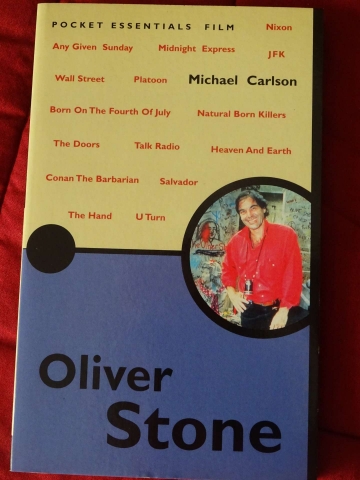 POCKET ESSENTIALS FILM Nixon
Any Given Sunday Midnight Express JFK
Wall Street Platoon Michael Carlson
Born On The Fourth Of July Natural Born Killers
The Doors Talk Radio Heaven And Earth
Conan The Barbarian Salvador
The Hand U Turn
Oliver
Stone